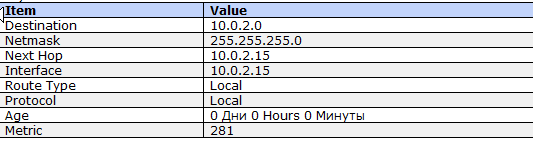 Item Value
Destination 10.0.2.0
Netmask 255.255.255.0
Next Hop 10.0.2.15
Interface 10.0.2.15
Route Type Local
Protocol Local
Age 0 Дни 0 Hours 0 Минуты
Metric 281